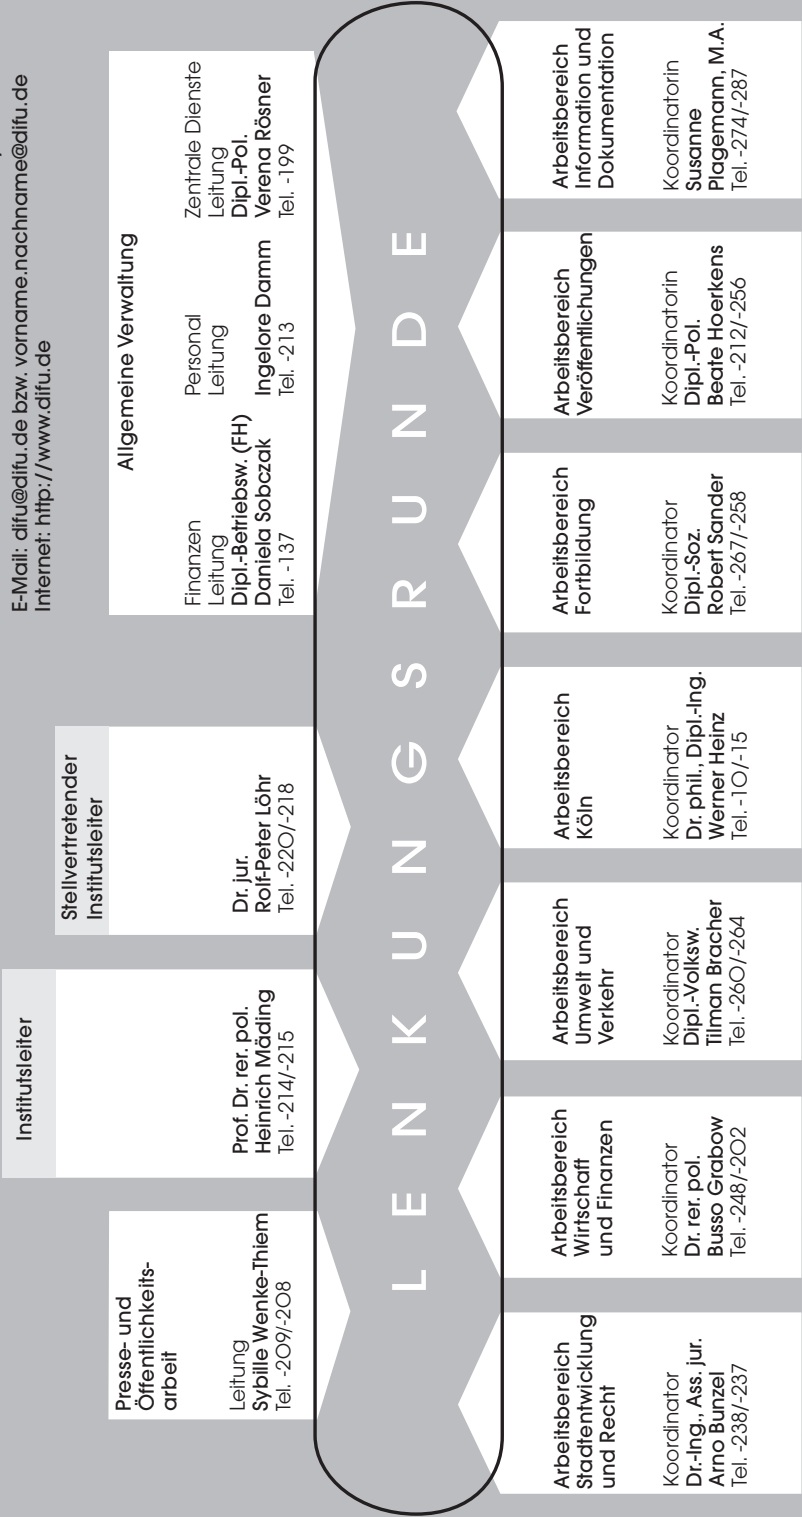 E-Mail: difu@difu.de bzw. vorname.nachname@difu.de
Internet: http://www.difu.de
Institutsleiter
Prof. Dr. rer. pol.
Heinrich Mäding
Tel. -214/-215
Stellvertretender
Institutsleiter
Dr. jur.
Rolf-Peter Löhr
Tel. -220/-218
Presse- und
Öffentlichkeits-
arbeit
Leitung
Sybille Wenke-Thiem
Tel. -209/-208
Allgemeine Verwaltung
Finanzen
Leitung
Dipl.-Betriebsw. (FH)
Daniela Sobczak
Tel. -137
Personal
Leitung
Ingelore Damm
Tel. -213
Zentrale Dienste
Leitung
Dipl.-Pol.
Verena Rösner
Tel. -199
LENKUNGSRUNDE
Arbeitsbereich
Stadtentwicklung
und Recht
Koordinator
Dr.-Ing., Ass. jur.
Arno Bunzel
Tel. -238/-237
Arbeitsbereich
Wirtschaft
und Finanzen
Koordinator
Dr. rer. pol.
Busso Grabow
Tel. -248/-202
Arbeitsbereich
Umwelt und
Verkehr
Koordinator
Dipl.-Volksw.
Tilman Bracher
Tel. -260/-264
Arbeitsbereich
Köln
Koordinator
Dr. phil., Dipl.-Ing.
Werner Heinz
Tel. -10/-15
Arbeitsbereich
Fortbildung
Koordinator
Dipl.-Soz.
Robert Sander
Tel. -267/-258
Arbeitsbereich
Veröffentlichungen
Koordinatorin
Dipl.-Pol.
Beate Hoerkens
Tel. -212/-256
Arbeitsbereich
Information und
Dokumentation
Koordinatorin
Susanne
Plagemann, M.A.
Tel. -274/-287